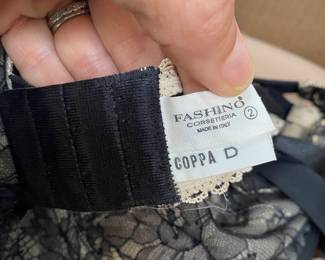 FASHINO
CORSETTERIA
MADE IN ITALY
2
COPPA D